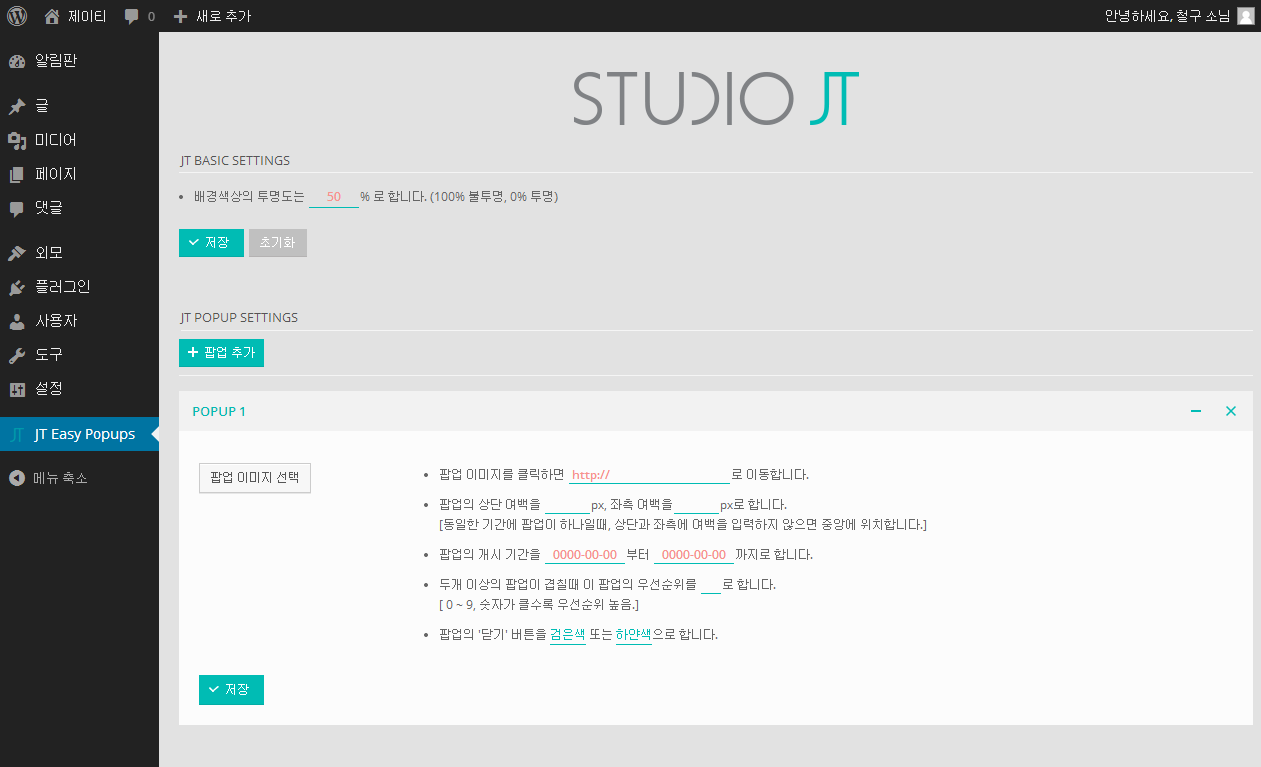 제이티 0 새로 추가 안녕하세요, 철구 소님
알림판
글
미디어
페이지
댓글
외모
플러그인
사용자
도구
설정
JT Easy Popups
메뉴 축소
STUDIO JT
JT BASIC SETTINGS
배경색상의 투명도는 50 % 로 합니다. (100% 불투명, 0% 투명)
저장 초기화
JT POPUP SETTINGS
팝업 추가
POPUP 1
팝업 이미지 선택
팝업 이미지를 클릭하면 http:// 로 이동합니다.
팝업의 상단 여백을 px, 좌측 여백을 px로 합니다.
[동일한 기간에 팝업이 하나일때, 상단과 좌측에 여백을 입력하지 않으면 중앙에 위치합니다.]
팝업의 개시 기간을 0000-00-00 부터 0000-00-00 까지로 합니다.
두개 이상의 팝업이 겹칠때 이 팝업의 우선순위를 로 합니다.
[ 0 ~ 9, 숫자가 클수록 우선순위 높음.]
팝업의 '닫기' 버튼을 검은색 또는 하얀색으로 합니다.
저장